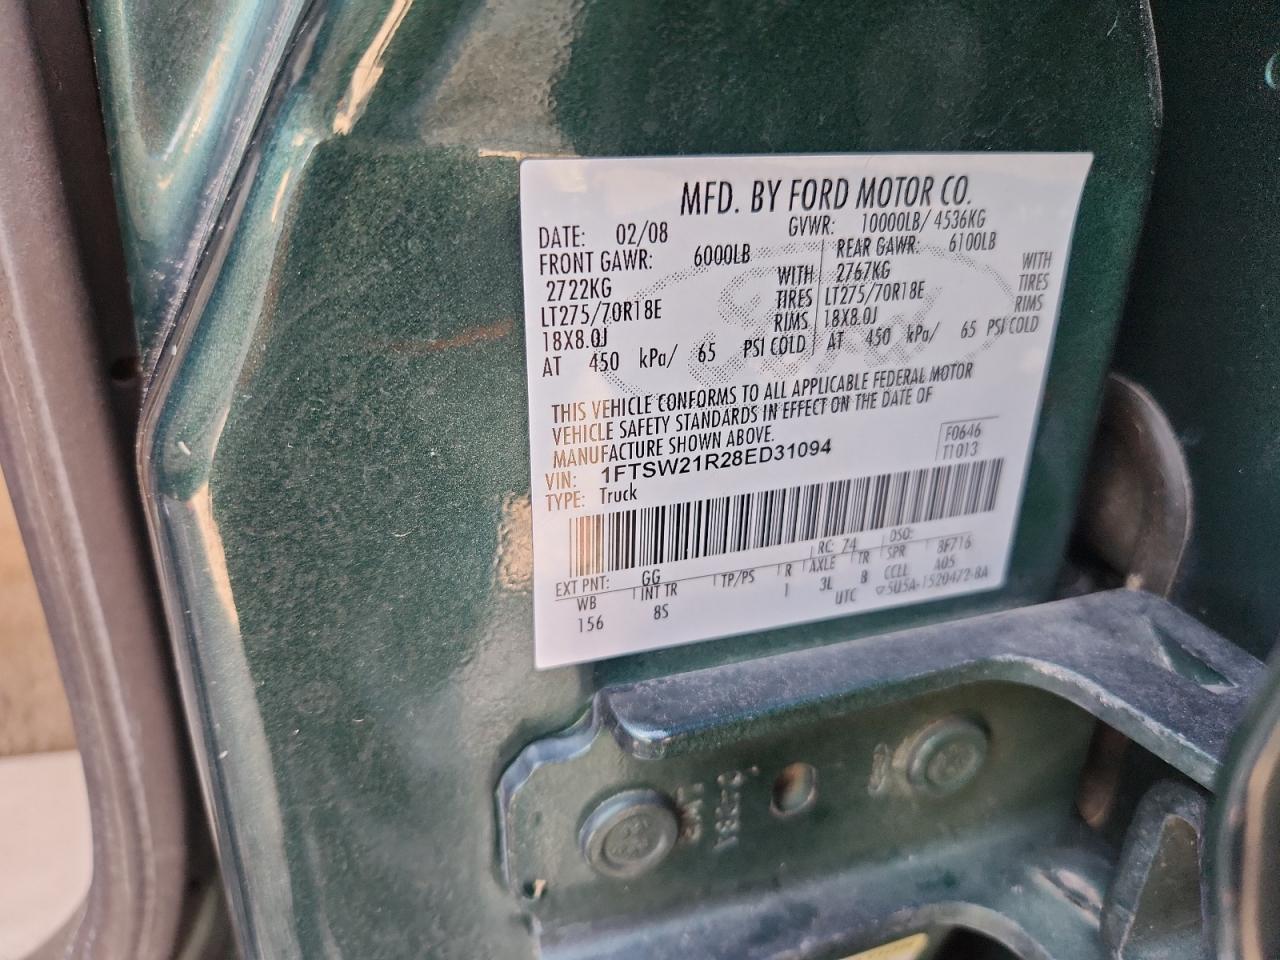 MFD. BY FORD MOTOR CO.
DATE: 02/08 GVWR: 10000LB/ 4536KG
FRONT GAWR: 6000LB REAR GAWR: 6100LB
2722KG WITH 2767KG WITH
LT275/70R18E TIRES LT275/70R18E TIRES
18X8.0J RIMS 18X8.0J RIMS
AT 450 kPa/ 65 PSI COLD AT 450 kPa/ 65 PSI COLD
THIS VEHICLE CONFORMS TO ALL APPLICABLE FEDERAL MOTOR
VEHICLE SAFETY STANDARDS IN EFFECT ON THE DATE OF
MANUFACTURE SHOWN ABOVE.
VIN: 1FTSW21R28ED31094 F0646
TYPE: Truck T1013
EXT PNT: GG RC: 74 DSO:
WB INT TR TP/PS R AXLE TR SPR 8F716
156 8S 1 3L B CCLL A05
UTC ▽5U5A-1520472-BA